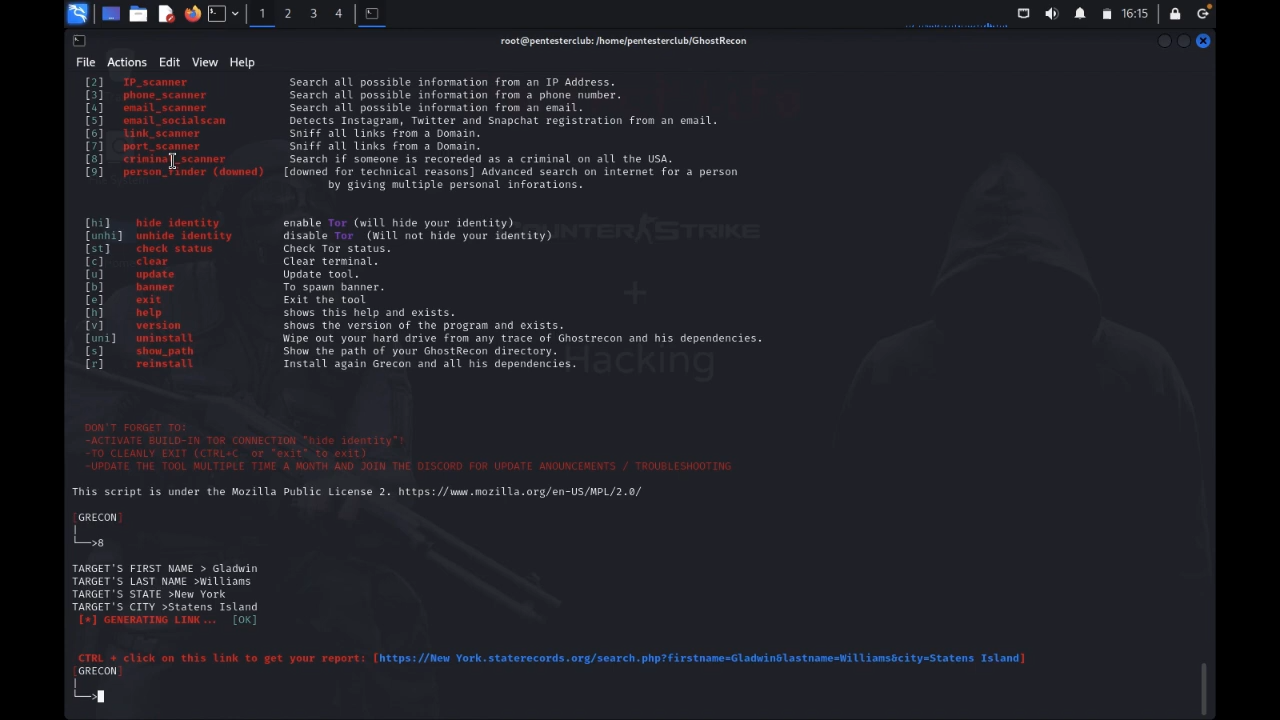 1 2 3 4 16:15
root@pentesterclub: /home/pentesterclub/GhostRecon
File Actions Edit View Help
[2] IP_scanner Search all possible information from an IP Address.
[3] phone_scanner Search all possible information from a phone number.
[4] email_scanner Search all possible information from an email.
[5] email_socialscan Detects Instagram, Twitter and Snapchat registration from an email.
[6] link_scanner Sniff all links from a Domain.
[7] port_scanner Sniff all links from a Domain.
[8] criminal_scanner Search if someone is recoreded as a criminal on all the USA.
[9] person_finder (downed) [downed for technical reasons] Advanced search on internet for a person
by giving multiple personal inforations.
[hi] hide identity enable Tor (will hide your identity)
[unhi] unhide identity disable Tor (Will not hide your identity)
[st] check status Check Tor status.
[c] clear Clear terminal.
[u] update Update tool.
[b] banner To spawn banner.
[e] exit Exit the tool
[h] help shows this help and exists.
[v] version shows the version of the program and exists.
[uni] uninstall Wipe out your hard drive from any trace of Ghostrecon and his dependencies.
[s] show_path Show the path of your GhostRecon directory.
[r] reinstall Install again Grecon and all his dependencies.
COUNTER STRIKE
+
Hacking
DON'T FORGET TO:
-ACTIVATE BUILD-IN TOR CONNECTION "hide identity"!
-TO CLEANLY EXIT (CTRL+C or "exit" to exit)
-UPDATE THE TOOL MULTIPLE TIME A MONTH AND JOIN THE DISCORD FOR UPDATE ANOUNCEMENTS / TROUBLESHOOTING
This script is under the Mozilla Public License 2. https://www.mozilla.org/en-US/MPL/2.0/
[GRECON]
|
└──>8
TARGET'S FIRST NAME > Gladwin
TARGET'S LAST NAME >Williams
TARGET'S STATE >New York
TARGET'S CITY >Statens Island
[*] GENERATING LINK... [OK]
CTRL + click on this link to get your report: [https://New York.staterecords.org/search.php?firstname=Gladwin&lastname=Williams&city=Statens Island]
[GRECON]
|
└──>